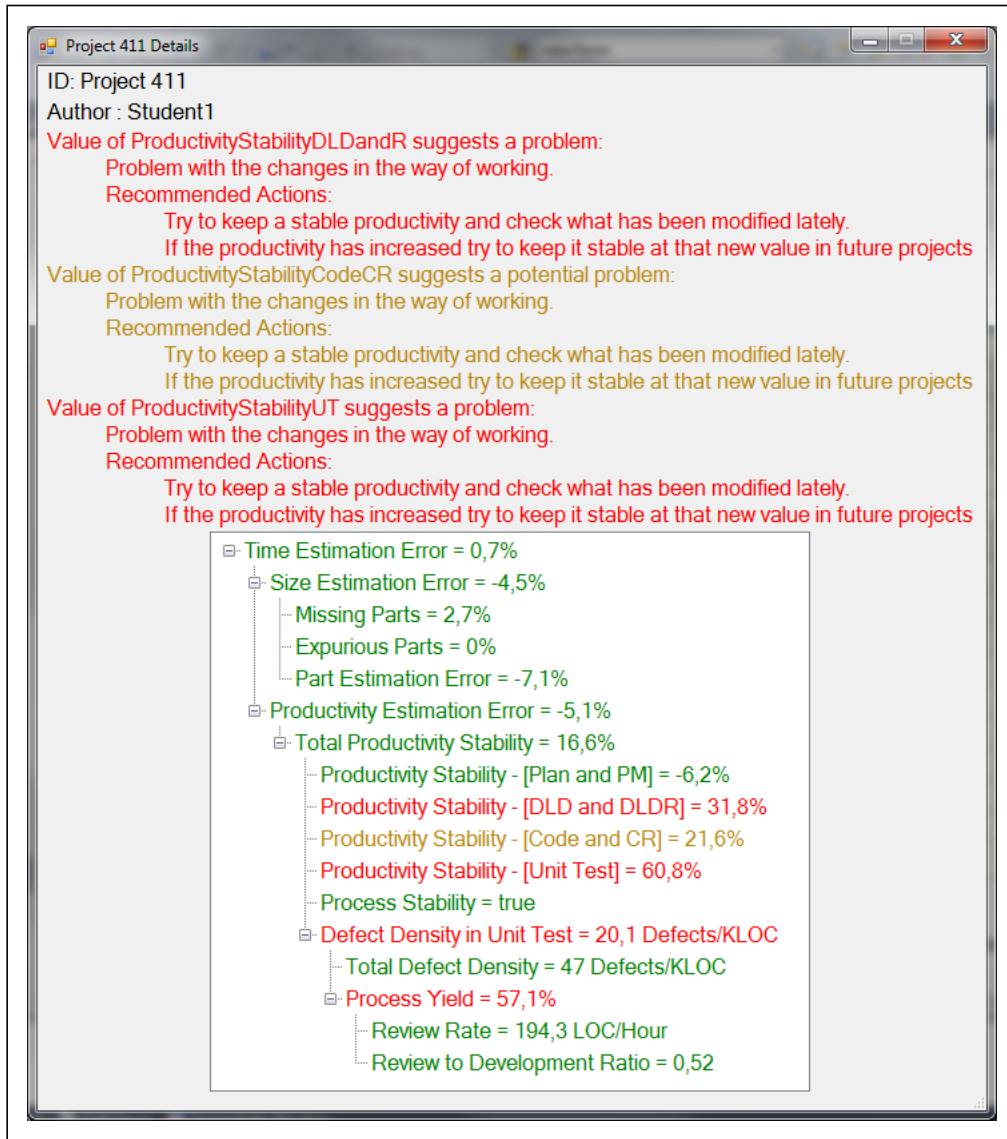 Project 411 Details
ID: Project 411
Author : Student1
Value of ProductivityStabilityDLDandR suggests a problem:
Problem with the changes in the way of working.
Recommended Actions:
Try to keep a stable productivity and check what has been modified lately.
If the productivity has increased try to keep it stable at that new value in future projects
Value of ProductivityStabilityCodeCR suggests a potential problem:
Problem with the changes in the way of working.
Recommended Actions:
Try to keep a stable productivity and check what has been modified lately.
If the productivity has increased try to keep it stable at that new value in future projects
Value of ProductivityStabilityUT suggests a problem:
Problem with the changes in the way of working.
Recommended Actions:
Try to keep a stable productivity and check what has been modified lately.
If the productivity has increased try to keep it stable at that new value in future projects
Time Estimation Error = 0,7%
Size Estimation Error = -4,5%
Missing Parts = 2,7%
Expurious Parts = 0%
Part Estimation Error = -7,1%
Productivity Estimation Error = -5,1%
Total Productivity Stability = 16,6%
Productivity Stability - [Plan and PM] = -6,2%
Productivity Stability - [DLD and DLDR] = 31,8%
Productivity Stability - [Code and CR] = 21,6%
Productivity Stability - [Unit Test] = 60,8%
Process Stability = true
Defect Density in Unit Test = 20,1 Defects/KLOC
Total Defect Density = 47 Defects/KLOC
Process Yield = 57,1%
Review Rate = 194,3 LOC/Hour
Review to Development Ratio = 0,52